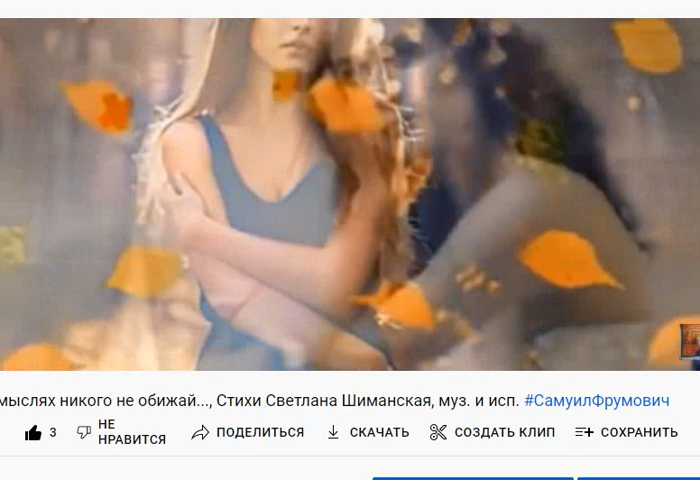 мыслях никого не обижай..., Стихи Светлана Шиманская, муз. и исп. #СамуилФрумович
3 НЕ НРАВИТСЯ ПОДЕЛИТЬСЯ СКАЧАТЬ СОЗДАТЬ КЛИП СОХРАНИТЬ